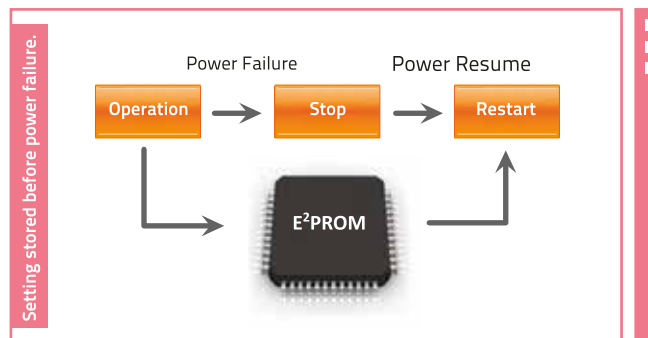 Setting stored before power failure.
Power Failure
Power Resume
Operation
Stop
Restart
E²PROM